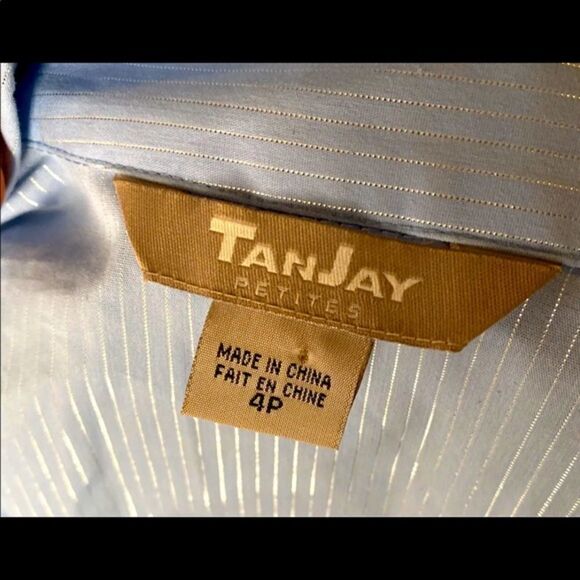 TANJAY
PETITES
MADE IN CHINA
FAIT EN CHINE
4P